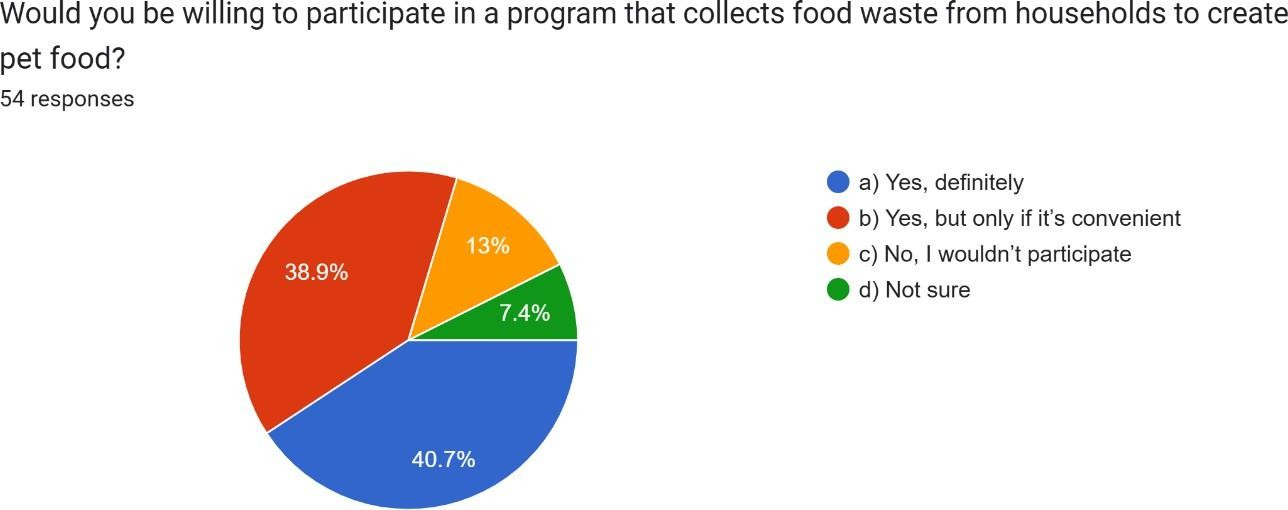 Would you be willing to participate in a program that collects food waste from households to create
pet food?
54 responses
a) Yes, definitely
b) Yes, but only if it’s convenient
c) No, I wouldn’t participate
d) Not sure
13%
38.9%
7.4%
40.7%